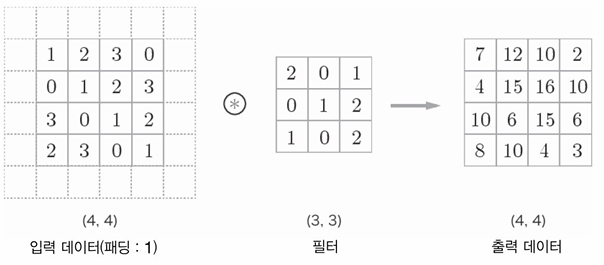 1 2 3 0
0 1 2 3
3 0 1 2
2 3 0 1
(4, 4)
입력 데이터(패딩 : 1)
⊛
2 0 1
0 1 2
1 0 2
(3, 3)
필터
7 12 10 2
4 15 16 10
10 6 15 6
8 10 4 3
(4, 4)
출력 데이터